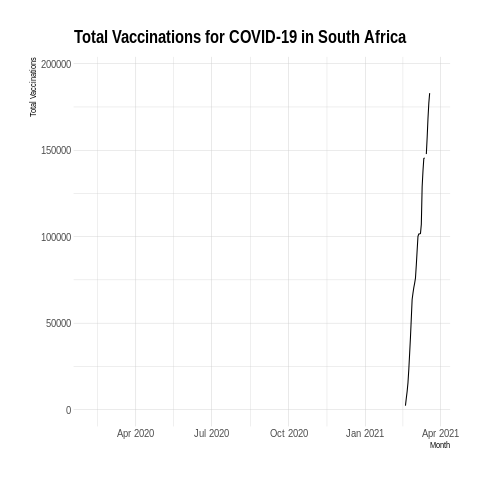 Total Vaccinations for COVID-19 in South Africa
Total Vaccinations
200000
150000
100000
50000
0
Apr 2020 Jul 2020 Oct 2020 Jan 2021 Apr 2021
Month